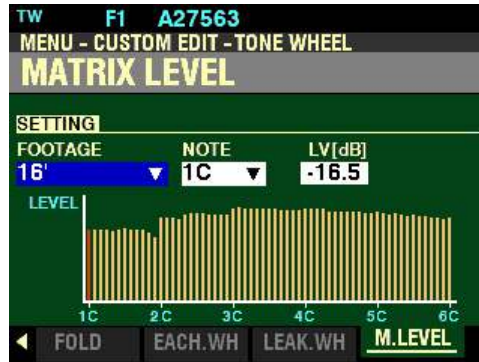 TW F1 A27563
MENU - CUSTOM EDIT - TONE WHEEL
MATRIX LEVEL
SETTING
FOOTAGE NOTE LV[dB]
16' 1C -16.5
LEVEL
1C 2C 3C 4C 5C 6C
FOLD EACH.WH LEAK.WH M.LEVEL